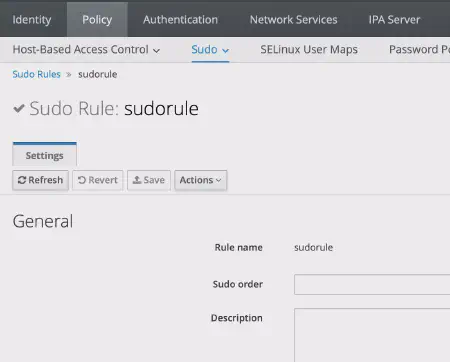 Identity Policy Authentication Network Services IPA Server
Host-Based Access Control Sudo SELinux User Maps Password Po
Sudo Rules » sudorule
Sudo Rule: sudorule
Settings
Refresh Revert Save Actions
General
Rule name sudorule
Sudo order
Description